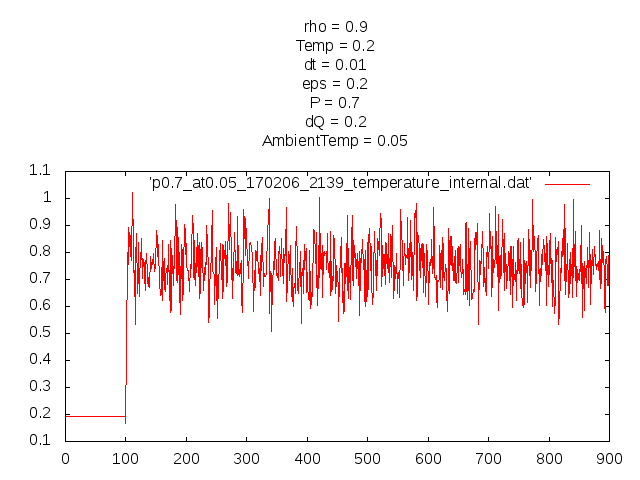 rho = 0.9
Temp = 0.2
dt = 0.01
eps = 0.2
P = 0.7
dQ = 0.2
AmbientTemp = 0.05
'p0.7_at0.05_170206_2139_temperature_internal.dat'
1.1
1
0.9
0.8
0.7
0.6
0.5
0.4
0.3
0.2
0.1
0 100 200 300 400 500 600 700 800 900